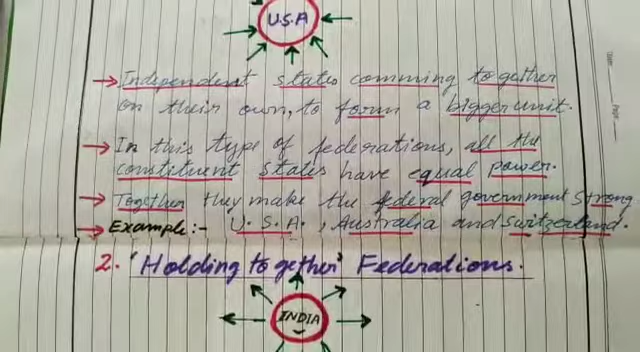 U.S.A
→ Independent states comming together
on their own, to form a bigger unit.
→ In this type of federations, all the
constituent states have equal power.
→ Together they make the federal government strong
→ Example:- U.S.A., Australia and Switzerland.
2. "Holding together" Federations.
INDIA